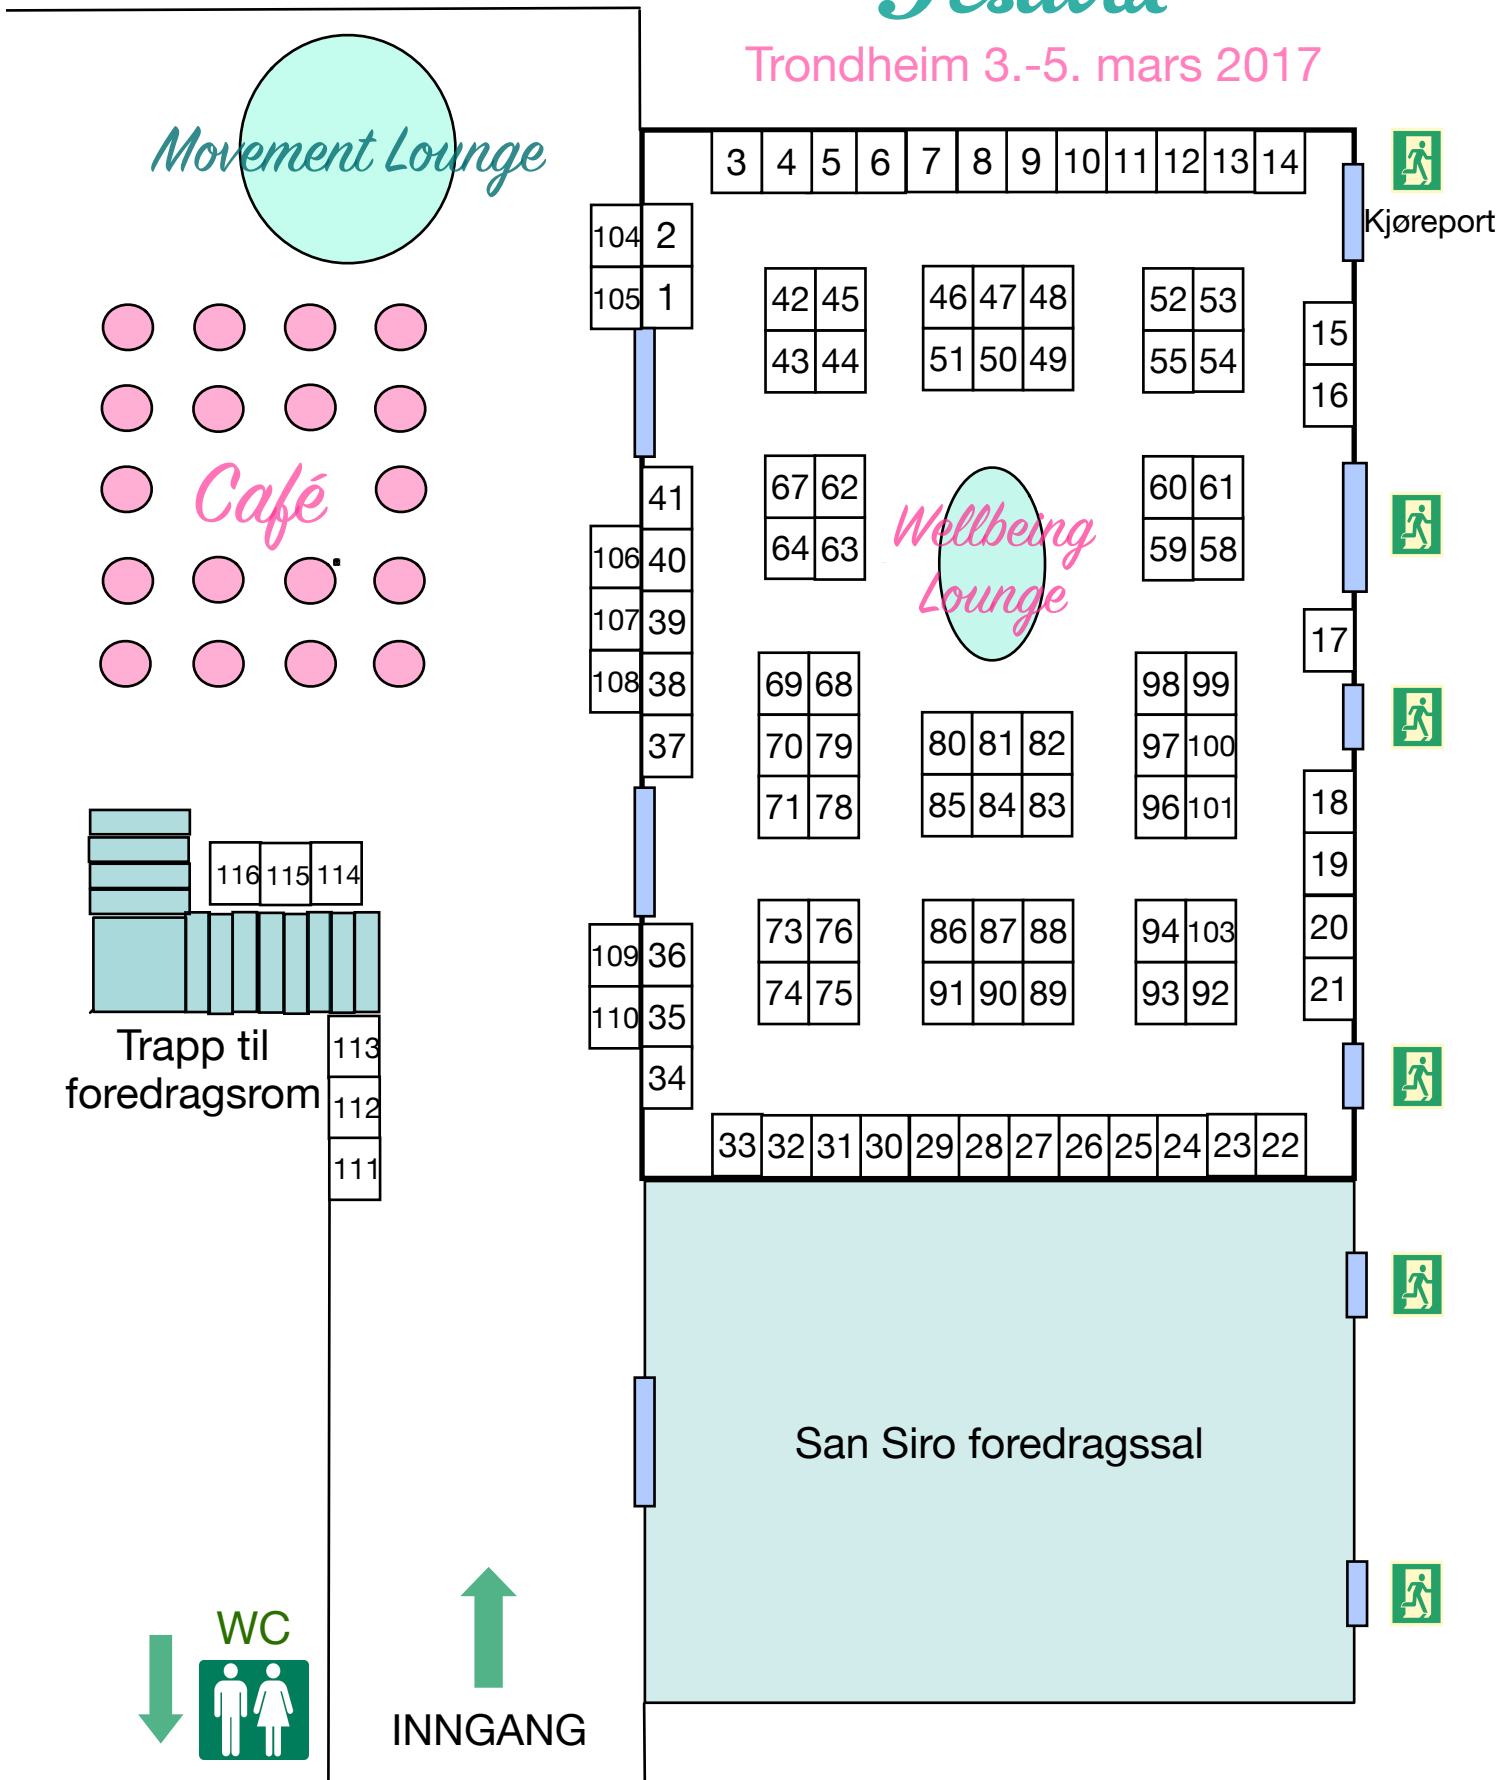 Festival
Trondheim 3.-5. mars 2017
Movement Lounge
3 4 5 6 7 8 9 10 11 12 13 14
Kjøreport
104 2
105 1
42 45 46 47 48 52 53
43 44 51 50 49 55 54
15
16
Café
41
106 40
107 39
108 38
37
67 62 60 61
64 63 59 58
Wellbeing
Lounge
17
69 68 98 99
70 79 80 81 82 97 100
71 78 85 84 83 96 101
18
19
20
21
116 115 114
Trapp til
foredragsrom
113
112
111
109 36
110 35
34
73 76 86 87 88 94 103
74 75 91 90 89 93 92
33 32 31 30 29 28 27 26 25 24 23 22
San Siro foredragssal
WC
INNGANG